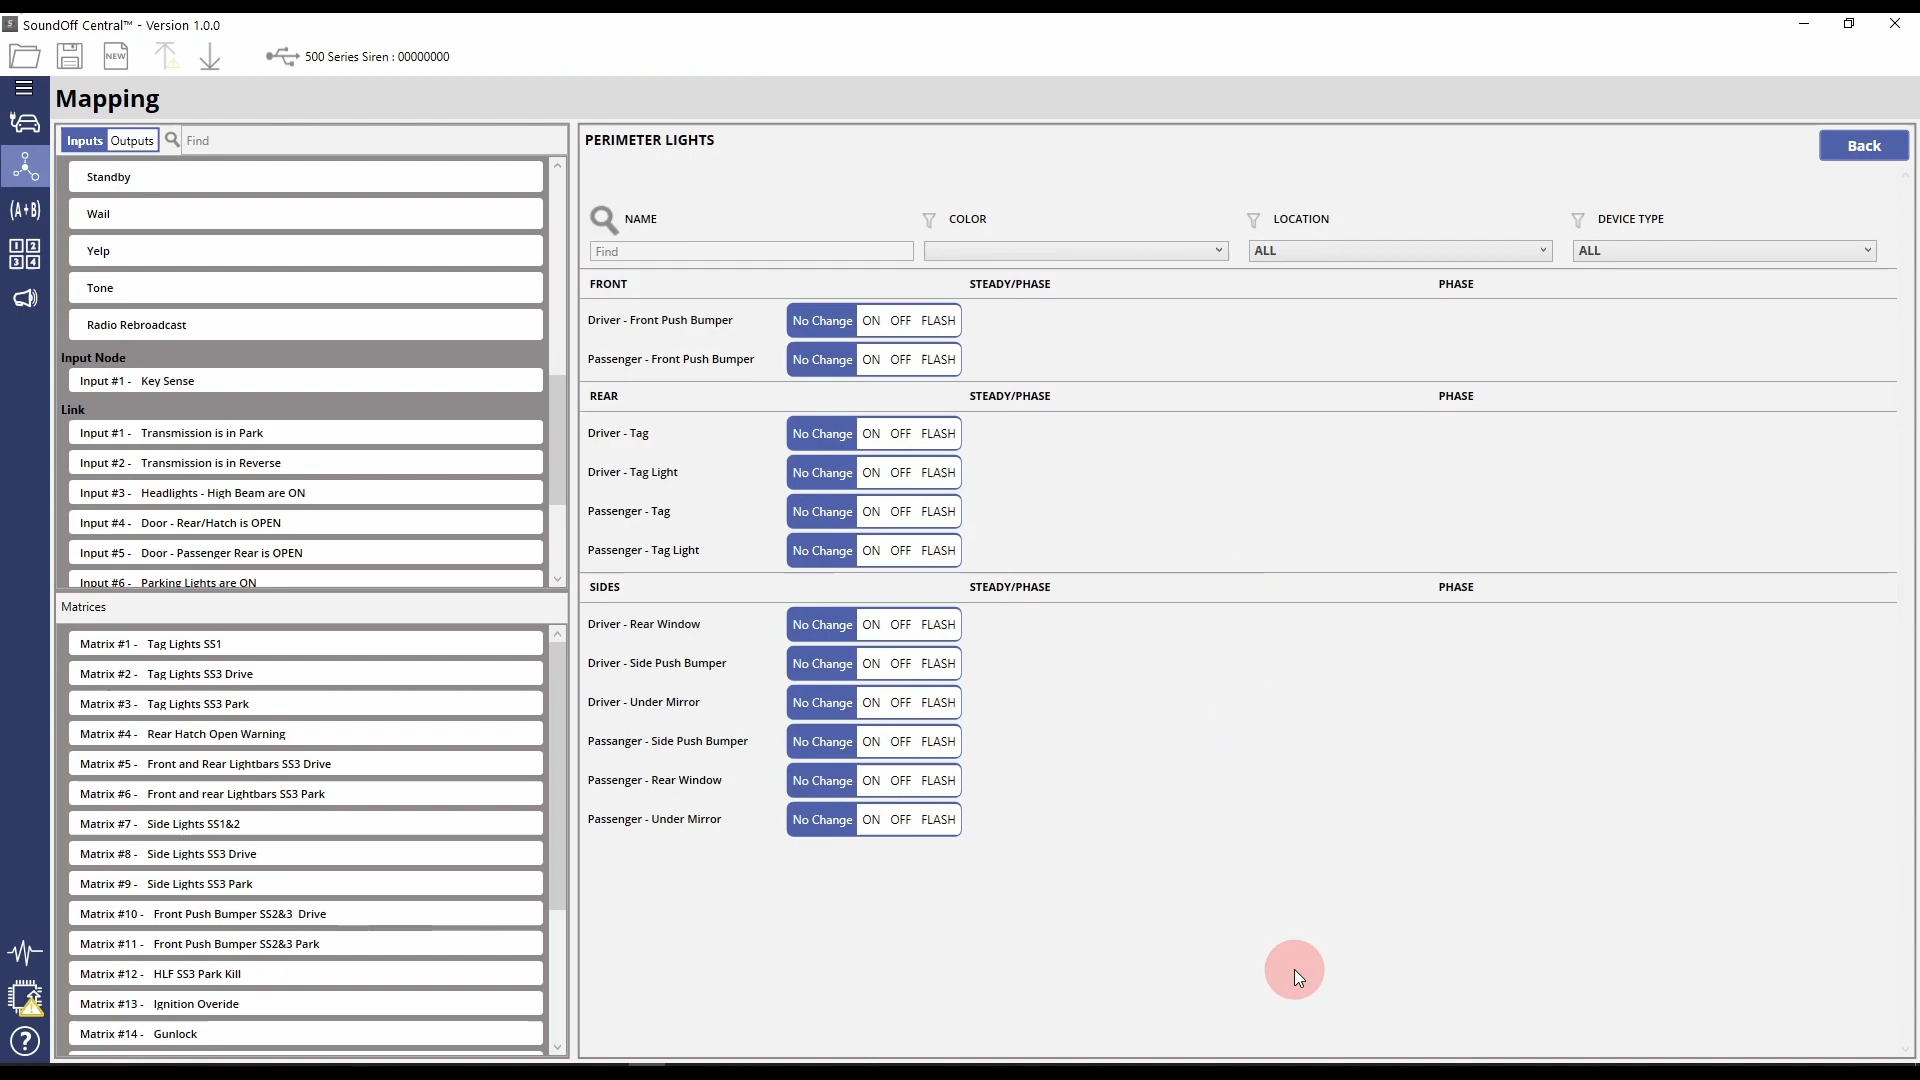 SoundOff Central™ - Version 1.0.0
NEW
500 Series Siren : 00000000
Mapping
Inputs Outputs Find
Standby
Wail
Yelp
Tone
Radio Rebroadcast
Input Node
Input #1 - Key Sense
Link
Input #1 - Transmission is in Park
Input #2 - Transmission is in Reverse
Input #3 - Headlights - High Beam are ON
Input #4 - Door - Rear/Hatch is OPEN
Input #5 - Door - Passenger Rear is OPEN
Input #6 - Parking Lights are ON
Matrices
Matrix #1 - Tag Lights SS1
Matrix #2 - Tag Lights SS3 Drive
Matrix #3 - Tag Lights SS3 Park
Matrix #4 - Rear Hatch Open Warning
Matrix #5 - Front and Rear Lightbars SS3 Drive
Matrix #6 - Front and rear Lightbars SS3 Park
Matrix #7 - Side Lights SS1&2
Matrix #8 - Side Lights SS3 Drive
Matrix #9 - Side Lights SS3 Park
Matrix #10 - Front Push Bumper SS2&3 Drive
Matrix #11 - Front Push Bumper SS2&3 Park
Matrix #12 - HLF SS3 Park Kill
Matrix #13 - Ignition Overide
Matrix #14 - Gunlock
(A+B)
1 2
3 4
?
PERIMETER LIGHTS
Back
NAME COLOR LOCATION DEVICE TYPE
Find ALL ALL
FRONT STEADY/PHASE PHASE
Driver - Front Push Bumper No Change ON OFF FLASH
Passenger - Front Push Bumper No Change ON OFF FLASH
REAR STEADY/PHASE PHASE
Driver - Tag No Change ON OFF FLASH
Driver - Tag Light No Change ON OFF FLASH
Passenger - Tag No Change ON OFF FLASH
Passenger - Tag Light No Change ON OFF FLASH
SIDES STEADY/PHASE PHASE
Driver - Rear Window No Change ON OFF FLASH
Driver - Side Push Bumper No Change ON OFF FLASH
Driver - Under Mirror No Change ON OFF FLASH
Passanger - Side Push Bumper No Change ON OFF FLASH
Passenger - Rear Window No Change ON OFF FLASH
Passenger - Under Mirror No Change ON OFF FLASH